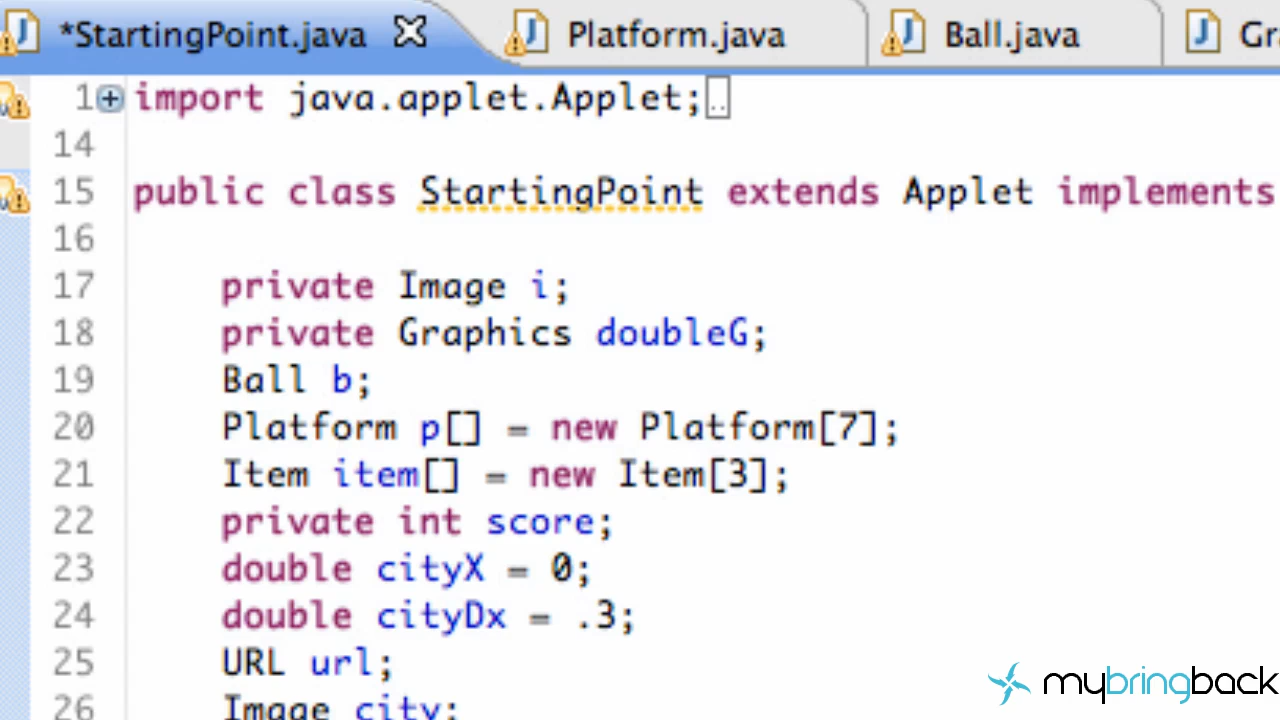 *StartingPoint.java Platform.java Ball.java Gr
1 import java.applet.Applet;
14
15 public class StartingPoint extends Applet implements
16
17 private Image i;
18 private Graphics doubleG;
19 Ball b;
20 Platform p[] = new Platform[7];
21 Item item[] = new Item[3];
22 private int score;
23 double cityX = 0;
24 double cityDx = .3;
25 URL url;
26 Image city;
mybringback